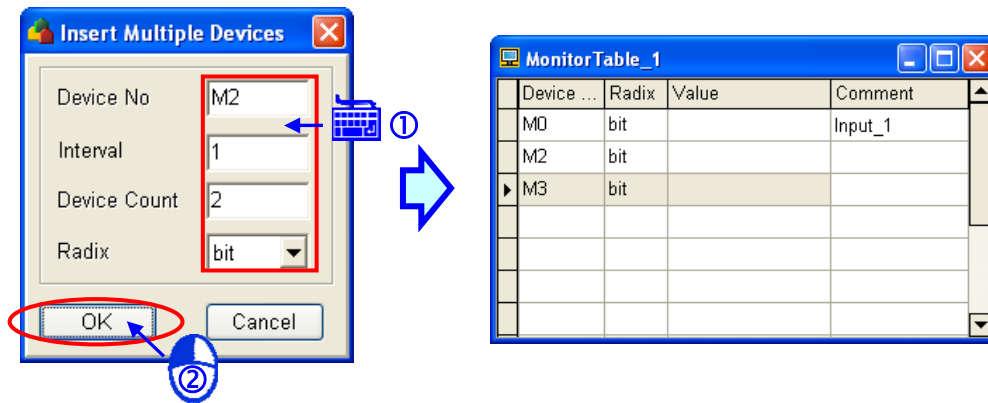 Insert Multiple Devices
Device No M2
①
Interval 1
Device Count 2
Radix bit
OK Cancel
②
MonitorTable_1
Device ... Radix Value Comment
M0 bit Input_1
M2 bit
M3 bit